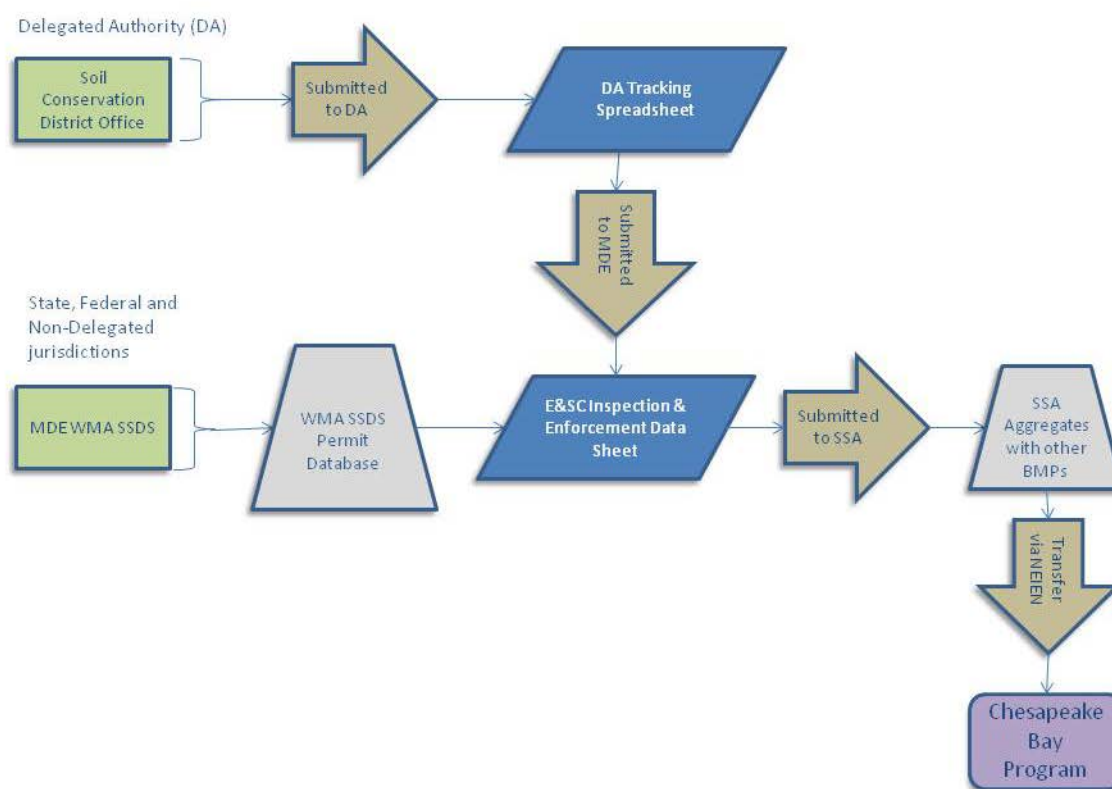 Delegated Authority (DA)
Soil
Conservation
District Office
Submitted
to DA
DA Tracking
Spreadsheet
Submitted
to MDE
State, Federal and
Non-Delegated
jurisdictions
MDE WMA SSDS
WMA SSDS
Permit
Database
E&SC Inspection &
Enforcement Data
Sheet
Submitted
to SSA
SSA
Aggregates
with other
BMPs
Transfer
via NEIEN
Chesapeake
Bay
Program